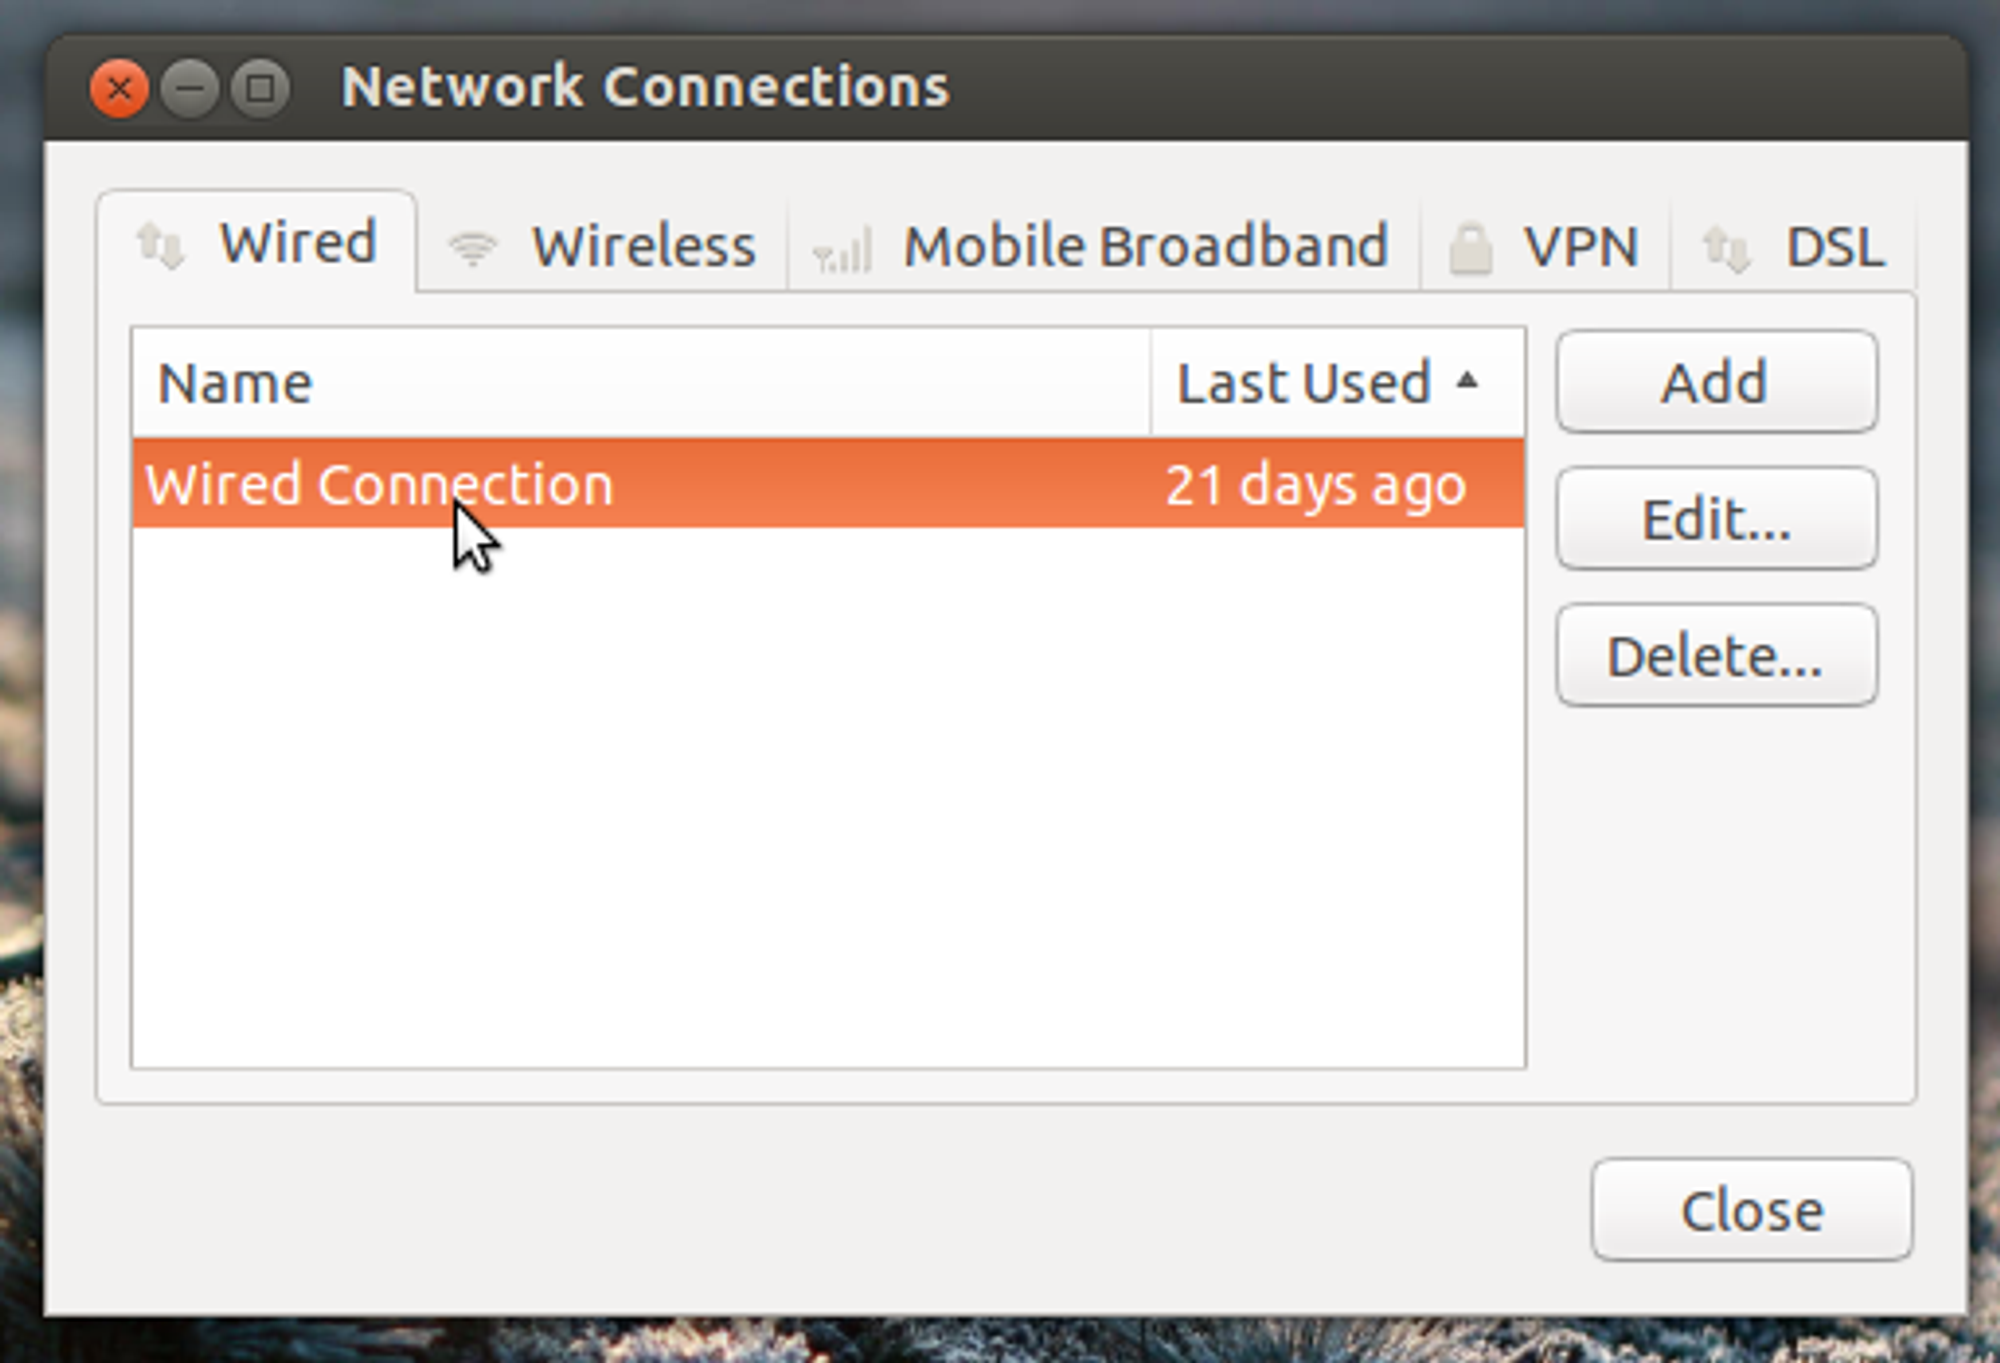 Network Connections
Wired Wireless Mobile Broadband VPN DSL
Name Last Used
Wired Connection 21 days ago
Add
Edit...
Delete...
Close